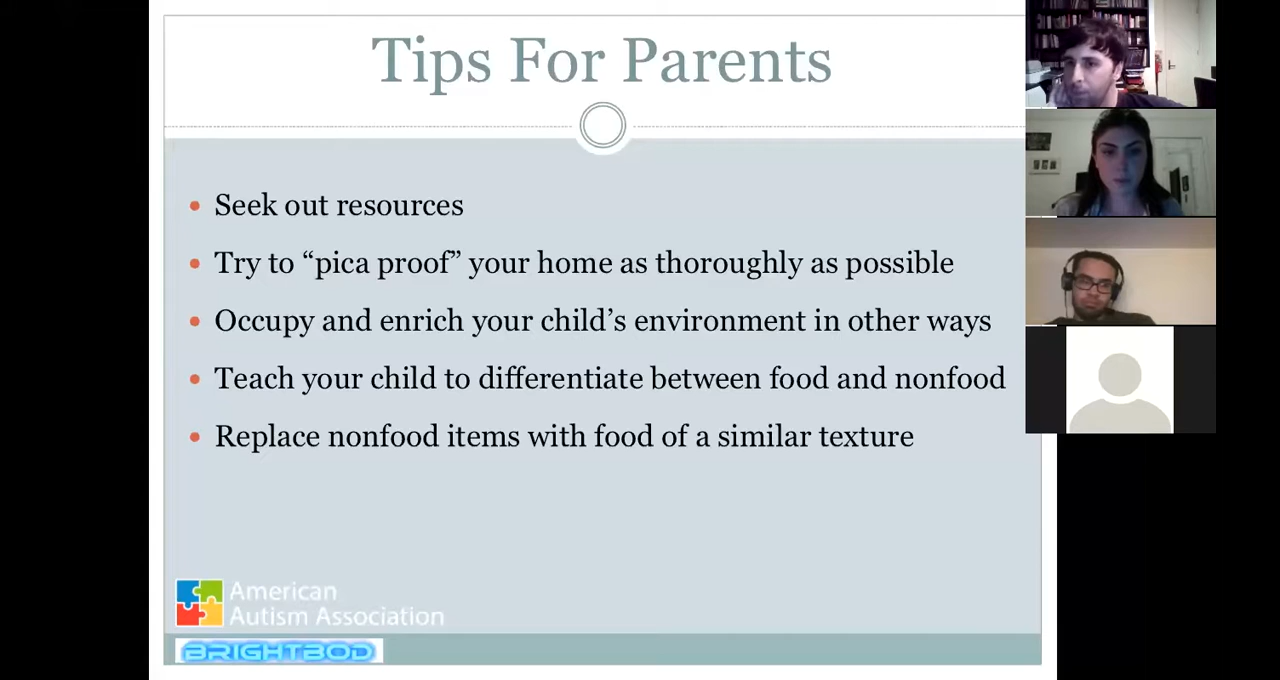 Tips For Parents
Seek out resources
Try to “pica proof” your home as thoroughly as possible
Occupy and enrich your child’s environment in other ways
Teach your child to differentiate between food and nonfood
Replace nonfood items with food of a similar texture
American
Autism Association
BRIGHTBOD